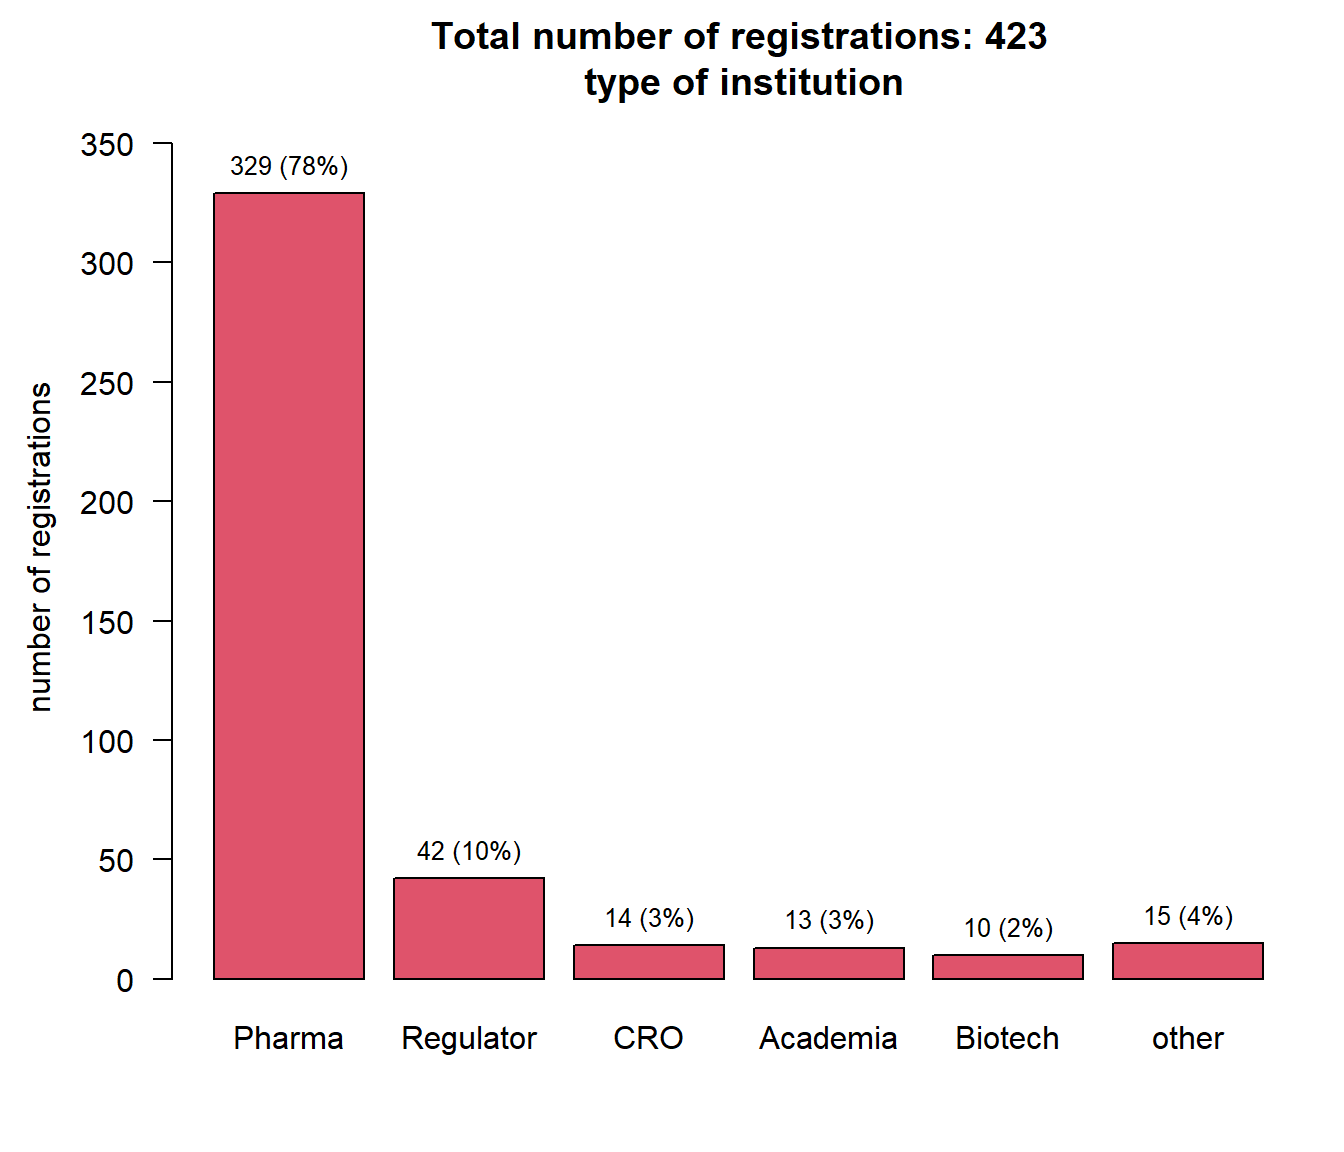 Total number of registrations: 423
type of institution
number of registrations
350
300
250
200
150
100
50
0
329 (78%)
42 (10%)
14 (3%)
13 (3%)
10 (2%)
15 (4%)
Pharma
Regulator
CRO
Academia
Biotech
other